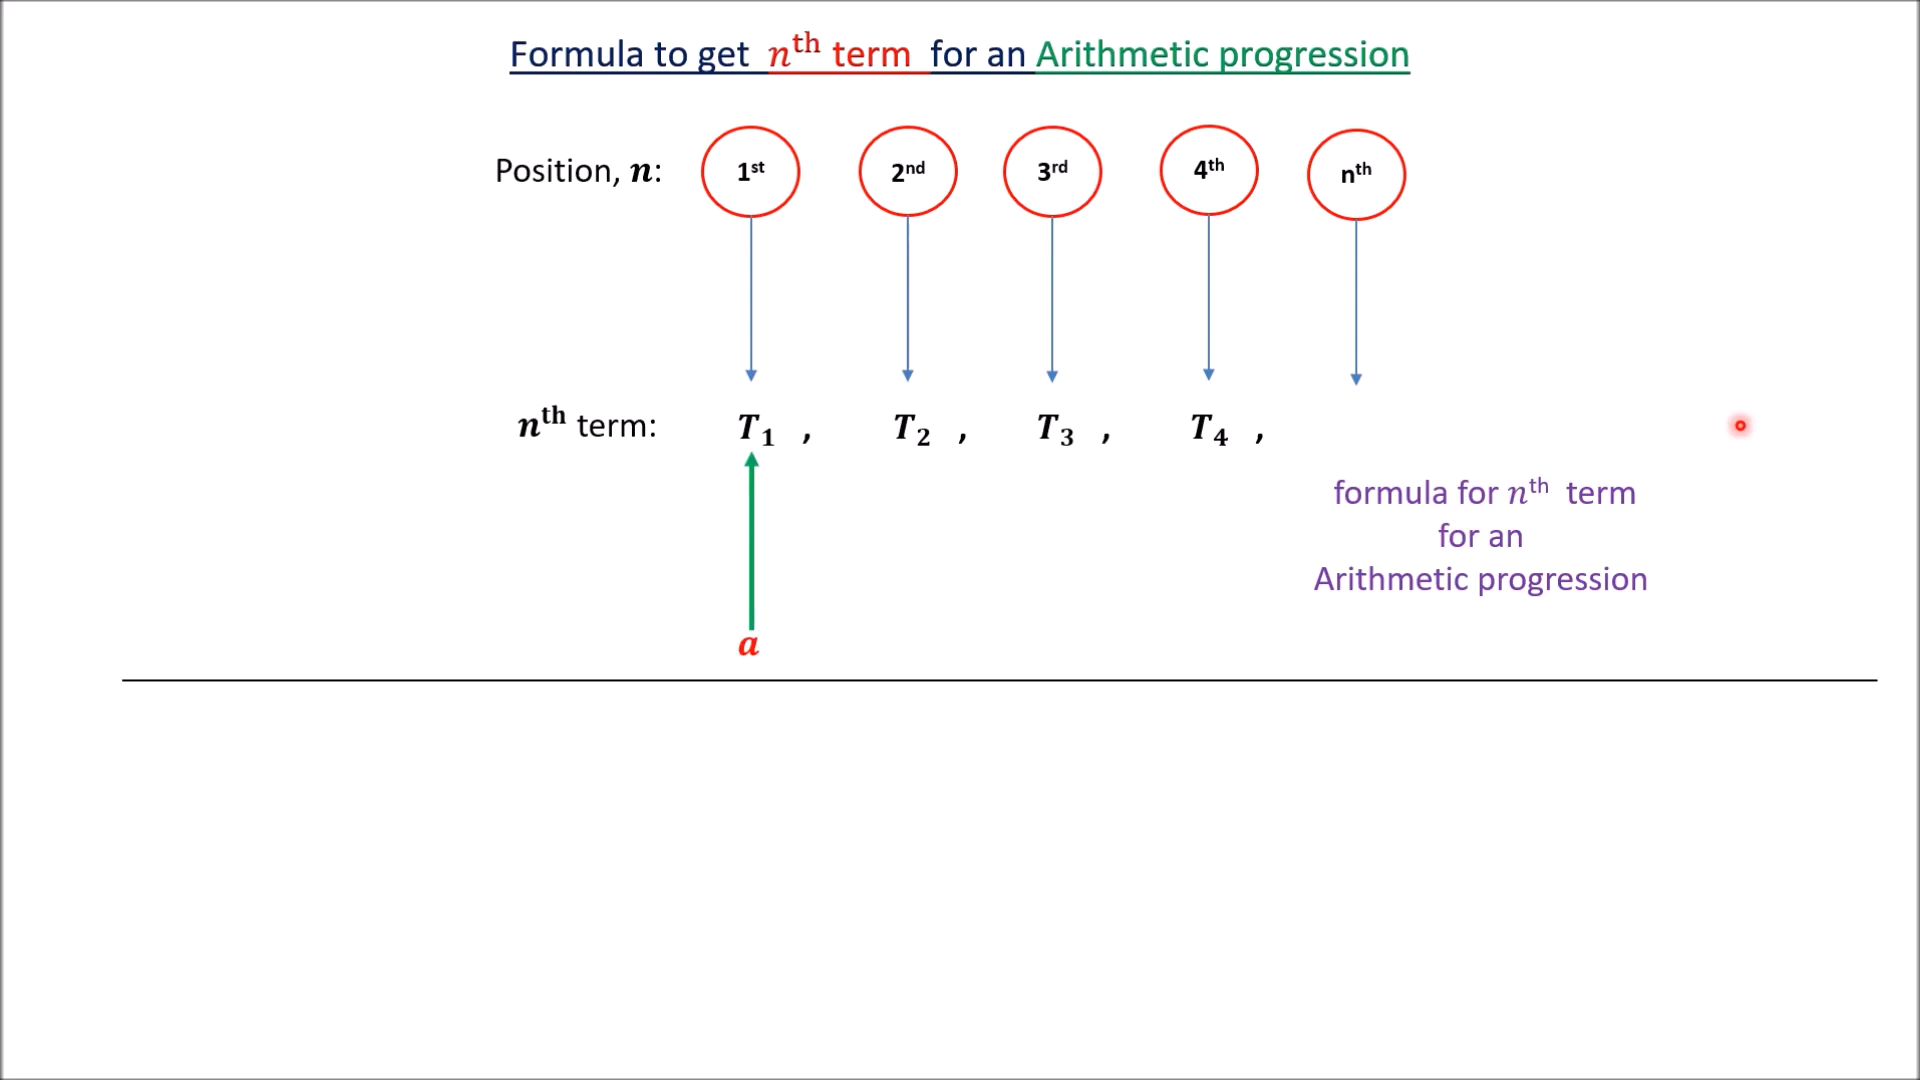 Formula to get nᵗʰ term for an Arithmetic progression
Position, n: 1ˢᵗ 2ⁿᵈ 3ʳᵈ 4ᵗʰ nᵗʰ
nᵗʰ term: T₁ , T₂ , T₃ , T₄ ,
formula for nᵗʰ term
for an
Arithmetic progression
a